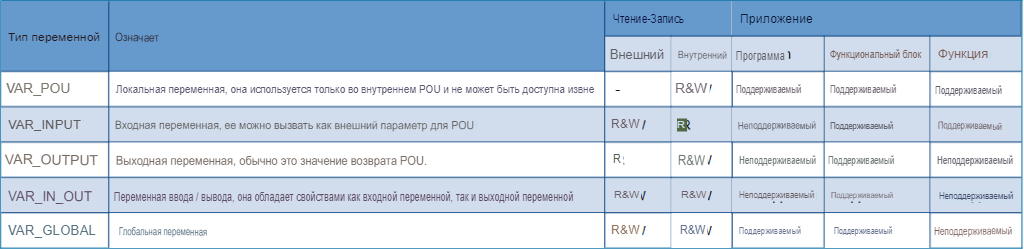 Тип переменной Означает Чтение-Запись Приложение
Внешний Внутренний Программа 1 Функциональный блок Функция
VAR_POU Локальная переменная, она используется только во внутреннем POU и не может быть доступна извне - R&W/ Поддерживаемый Поддерживаемый Поддерживаемый
VAR_INPUT Входная переменная, ее можно вызвать как внешний параметр для POU R&W/ R Неподдерживаемый Поддерживаемый Поддерживаемый
VAR_OUTPUT Выходная переменная, обычно это значение возврата POU. R R&W/ Неподдерживаемый Поддерживаемый Неподдерживаемый
VAR_IN_OUT Переменная ввода / вывода, она обладает свойствами как входной переменной, так и выходной переменной R&W/ R&W/ Неподдерживаемый Поддерживаемый Неподдерживаемый
VAR_GLOBAL Глобальная переменная R&W/ R&W/ Поддерживаемый Поддерживаемый Неподдерживаемый